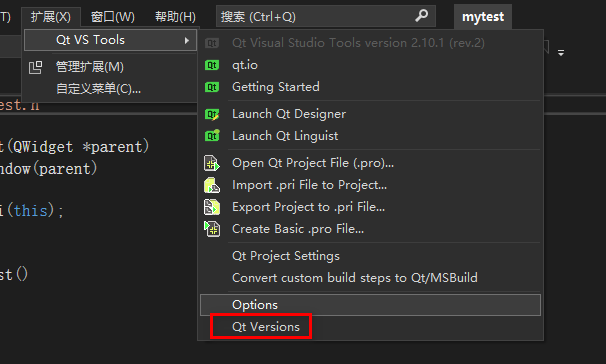 T)
扩展(X)
窗口(W)
帮助(H)
搜索 (Ctrl+Q)
mytest
Qt VS Tools
管理扩展(M)
自定义菜单(C)...
Qt Visual Studio Tools version 2.10.1 (rev.2)
qt.io
Getting Started
Launch Qt Designer
Launch Qt Linguist
Open Qt Project File (.pro)...
Import .pri File to Project...
Export Project to .pri File...
Create Basic .pro File...
Qt Project Settings
Convert custom build steps to Qt/MSBuild
Options
Qt Versions
est.h
t(QWidget *parent)
ndow(parent)
i(this);
st()